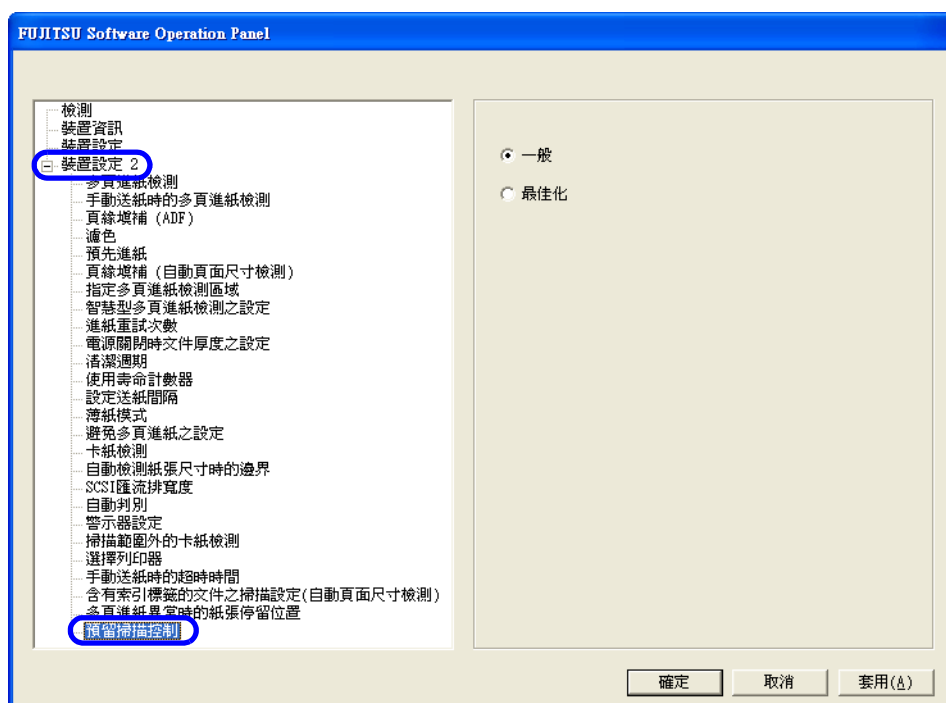 FUJITSU Software Operation Panel
檢測
裝置資訊
裝置設定
裝置設定 2
多頁進紙檢測
手動送紙時的多頁進紙檢測
頁緣填補 (ADF)
濾色
預先進紙
頁緣填補 (自動頁面尺寸檢測)
指定多頁進紙檢測區域
智慧型多頁進紙檢測之設定
進紙重試次數
電源關閉時文件厚度之設定
清潔週期
使用壽命計數器
設定送紙間隔
薄紙模式
避免多頁進紙之設定
卡紙檢測
自動檢測紙張尺寸時的邊界
SCSI匯流排寬度
自動判別
警示器設定
掃描範圍外的卡紙檢測
選擇列印器
手動送紙時的超時時間
含有索引標籤的文件之掃描設定(自動頁面尺寸檢測)
多頁進紙異常時的紙張停留位置
預留掃描控制
一般
最佳化
確定
取消
套用(A)